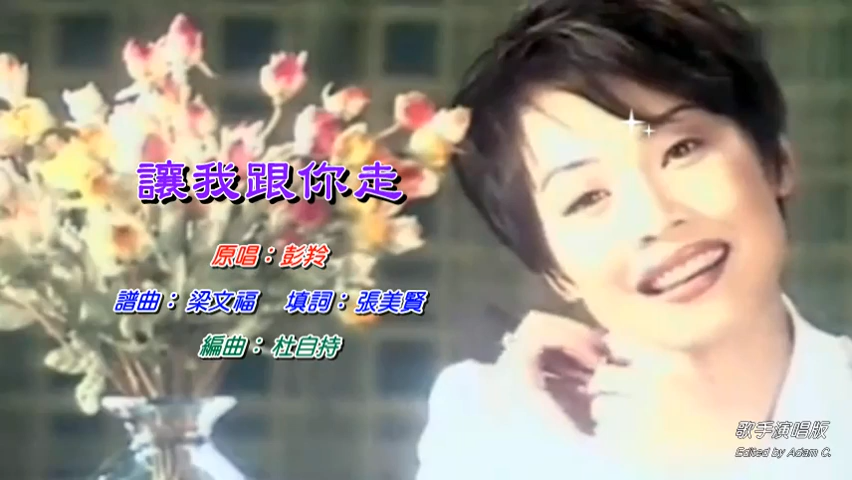 讓我跟你走
原唱：彭羚
譜曲： 梁文福 填詞： 張美賢
編曲： 杜自持
歌手演唱版
Edited by Adam C.